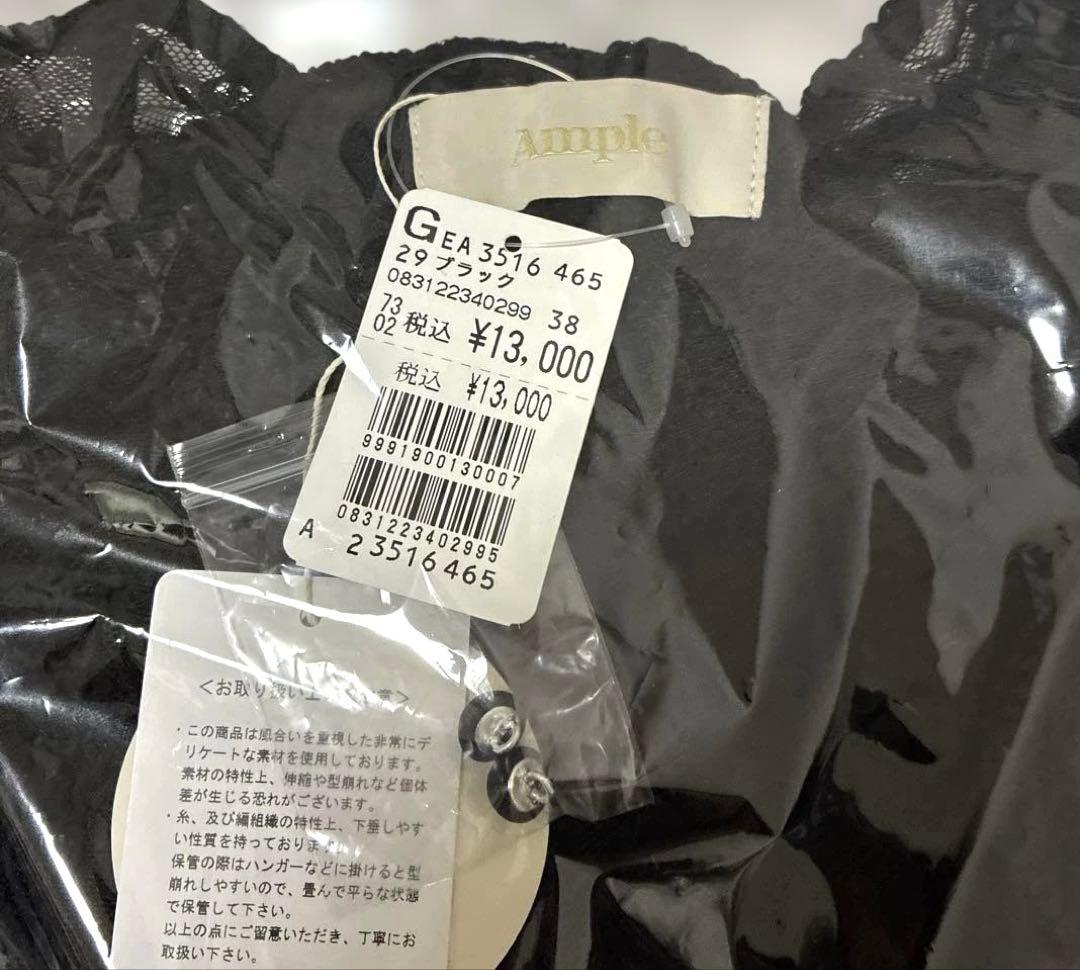 Ample
GEA 3516 465
29 ブラック
083122340299 38
73
02 税込 ¥13,000
税込 ¥13,000
9991900130007
0831223402995
A 23516465
＜お取り扱い上＞
・この商品は風合いを重視した非常にデ
リケートな素材を使用しております。
素材の特性上、伸縮や型崩れなど個体
差が生じる恐れがございます。
・糸、及び編組織の特性上、下垂しやす
い性質を持っておりま
保管の際はハンガーなどに掛けると型
崩れしやすいので、畳んで平らな状態
で保管して下さい。
以上の点にご留意いただき、丁寧にお
取扱い下さい。